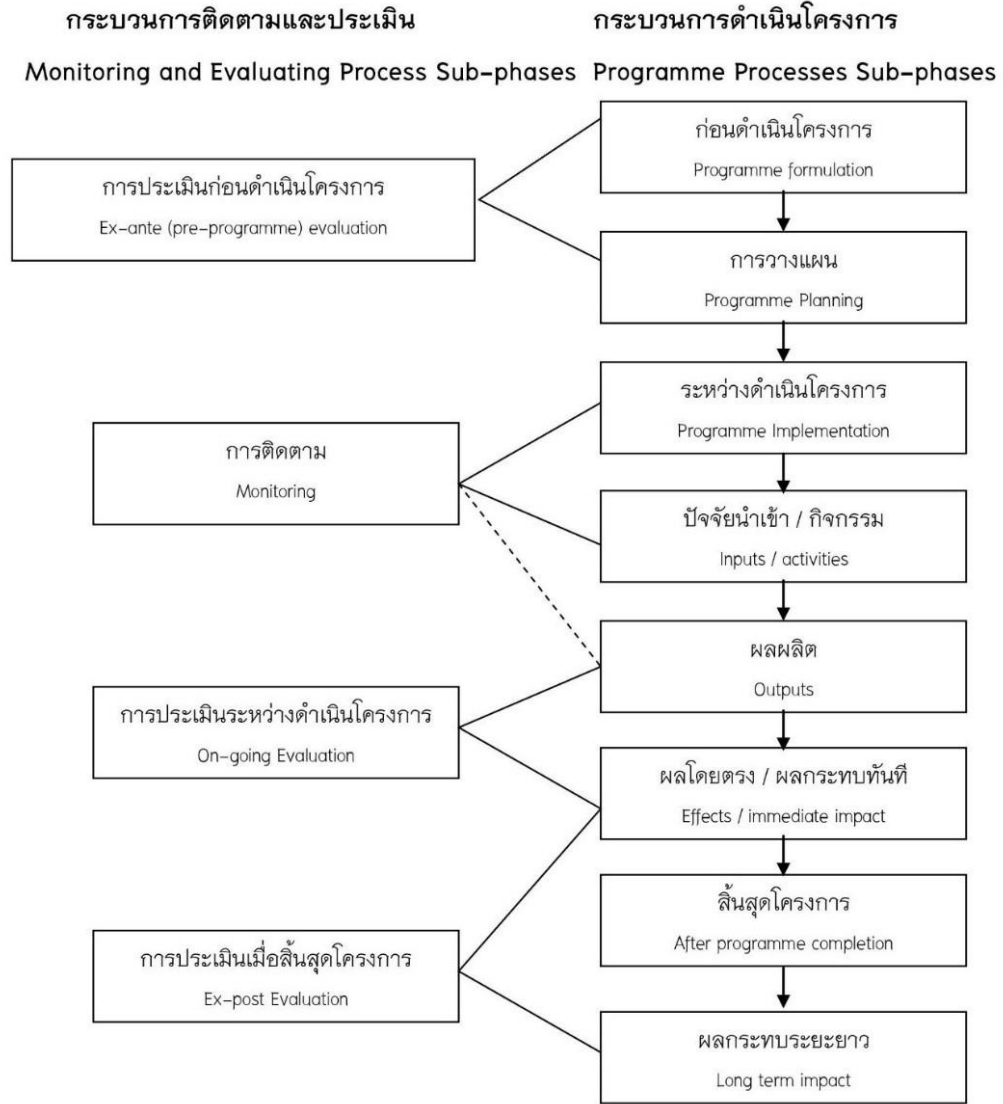 กระบวนการติดตามและประเมิน
Monitoring and Evaluating Process Sub-phases
กระบวนการดำเนินโครงการ
Programme Processes Sub-phases
การประเมินก่อนดำเนินโครงการ
Ex-ante (pre-programme) evaluation
ก่อนดำเนินโครงการ
Programme formulation
การวางแผน
Programme Planning
การติดตาม
Monitoring
ระหว่างดำเนินโครงการ
Programme Implementation
ปัจจัยนำเข้า / กิจกรรม
Inputs / activities
ผลผลิต
Outputs
การประเมินระหว่างดำเนินโครงการ
On-going Evaluation
ผลโดยตรง / ผลกระทบทันที
Effects / immediate impact
สิ้นสุดโครงการ
After programme completion
การประเมินเมื่อสิ้นสุดโครงการ
Ex-post Evaluation
ผลกระทบระยะยาว
Long term impact